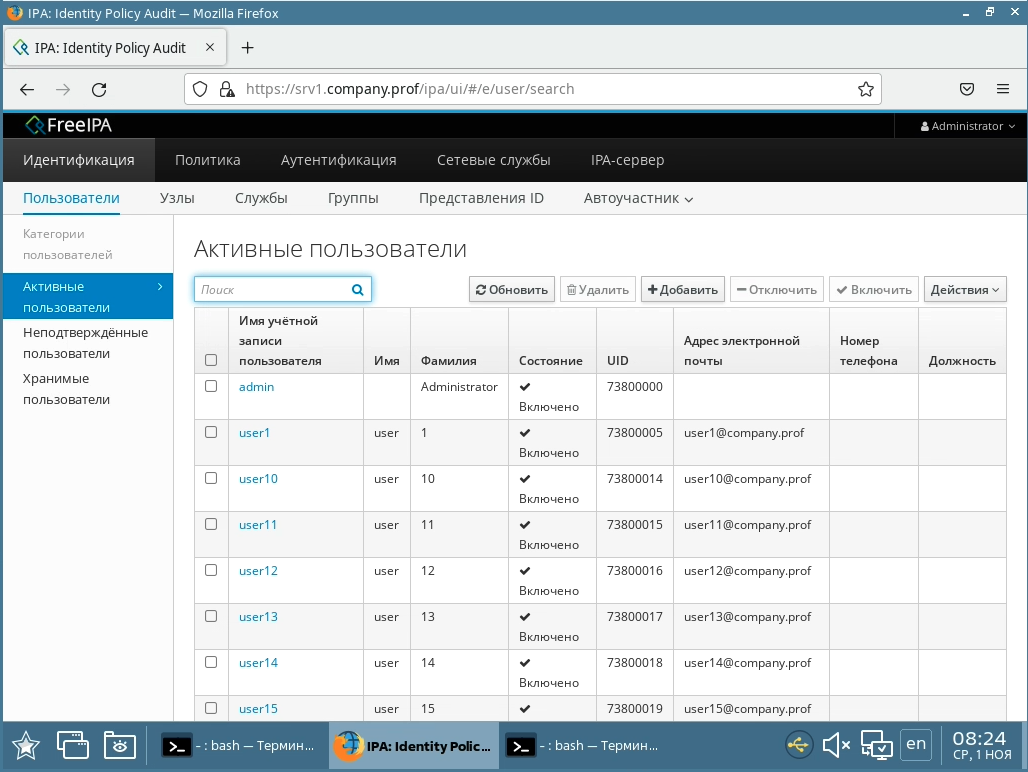 IPA: Identity Policy Audit — Mozilla Firefox
IPA: Identity Policy Audit
https://srv1.company.prof/ipa/ui/#/e/user/search
FreeIPA
Administrator
Идентификация Политика Аутентификация Сетевые службы IPA-сервер
Пользователи Узлы Службы Группы Представления ID Автоучастник
Категории
пользователей
Активные
пользователи
Неподтверждённые
пользователи
Хранимые
пользователи
Активные пользователи
Поиск
Обновить Удалить Добавить Отключить Включить Действия
Имя учётной
записи
пользователя
Имя
Фамилия
Состояние
UID
Адрес электронной
почты
Номер
телефона
Должность
admin Administrator 73800000
Включено
user1 user 1 73800005 user1@company.prof
Включено
user10 user 10 73800014 user10@company.prof
Включено
user11 user 11 73800015 user11@company.prof
Включено
user12 user 12 73800016 user12@company.prof
Включено
user13 user 13 73800017 user13@company.prof
Включено
user14 user 14 73800018 user14@company.prof
Включено
user15 user 15 73800019 user15@company.prof
- : bash — Термин...
IPA: Identity Polic...
- : bash — Термин...
en
08:24
СР, 1 НОЯ